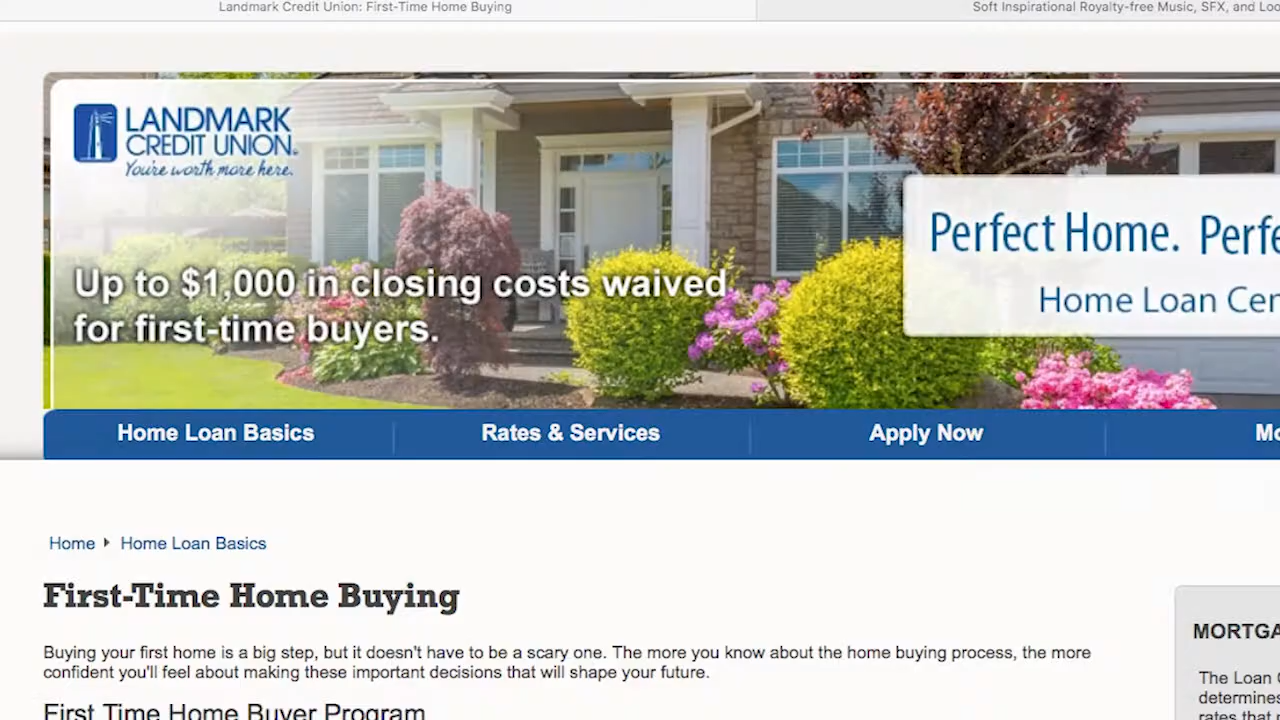 Landmark Credit Union: First-Time Home Buying
Soft Inspirational Royalty-free Music, SFX, and
LANDMARK
CREDIT UNION.
You're worth more here.
Up to $1,000 in closing costs waived
for first-time buyers.
Perfect Home.
Home Loan
Home Loan Basics
Rates & Services
Apply Now
Home
Home Loan Basics
First-Time Home Buying
Buying your first home is a big step, but it doesn't have to be a scary one. The more you know about the home buying process, the more
confident you'll feel about making these important decisions that will shape your future.
First Time Home Buyer Program
The Loan
determines
rates that